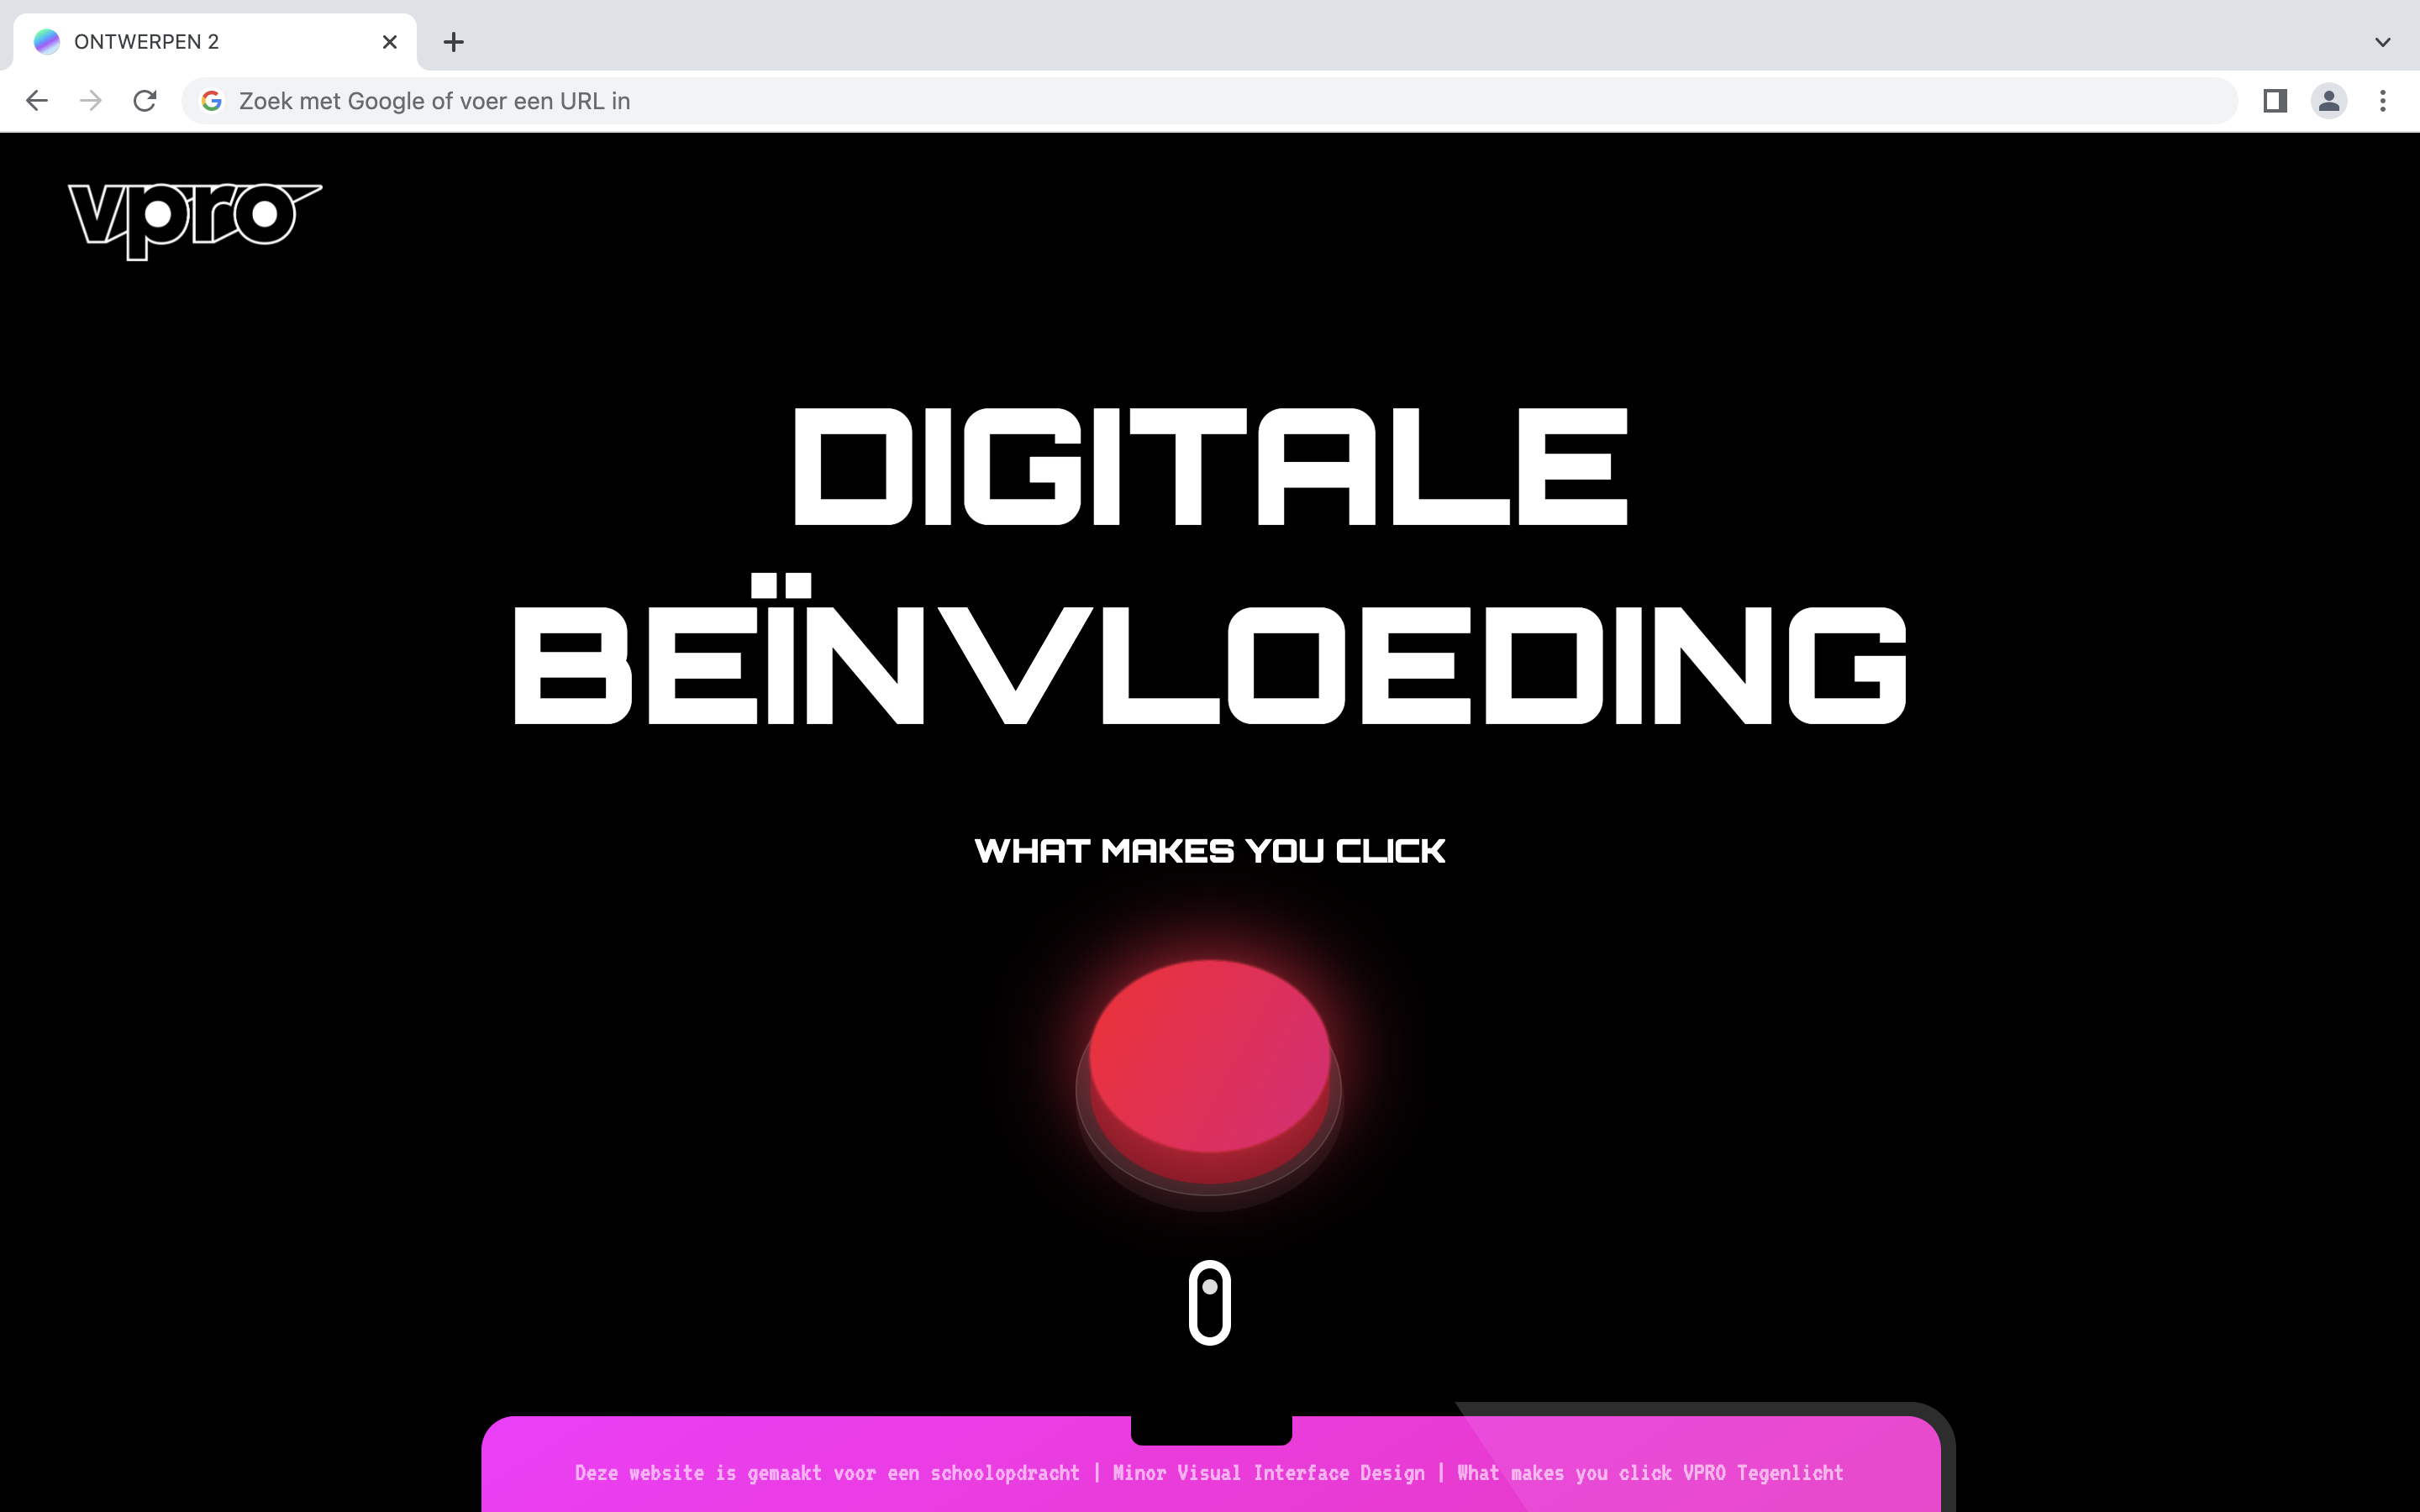 ONTWERPEN 2
Zoek met Google of voer een URL in
vpro
DIGITALE
BEÏNVLOEDING
WHAT MAKES YOU CLICK
Deze website is gemaakt voor een schoolopdracht | Minor Visual Interface Design | What makes you click VPRO Tegenlicht